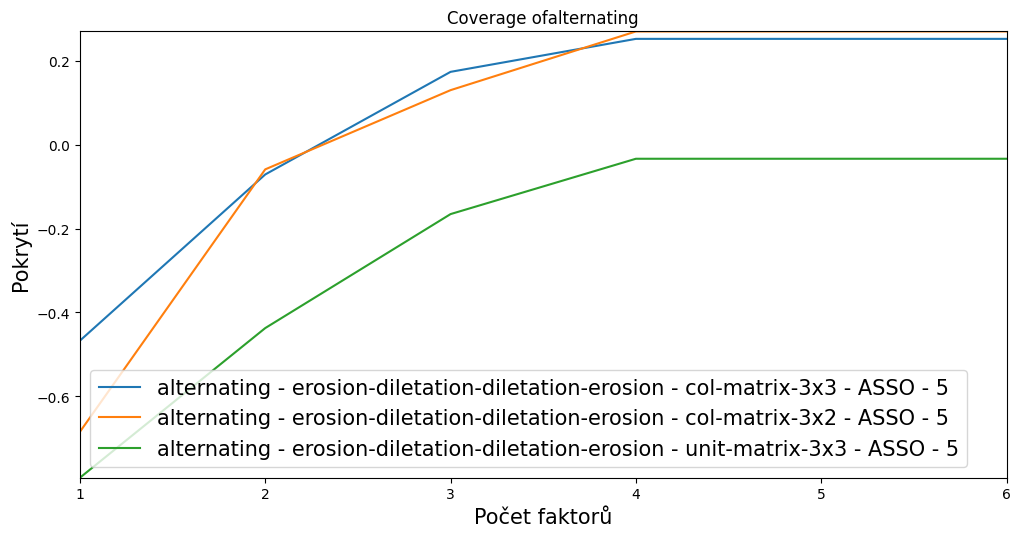 Coverage ofalternating
0.2
0.0
−0.2
−0.4
−0.6
Pokrytí
alternating - erosion-diletation-diletation-erosion - col-matrix-3x3 - ASSO - 5
alternating - erosion-diletation-diletation-erosion - col-matrix-3x2 - ASSO - 5
alternating - erosion-diletation-diletation-erosion - unit-matrix-3x3 - ASSO - 5
1 2 3 4 5 6
Počet faktorů